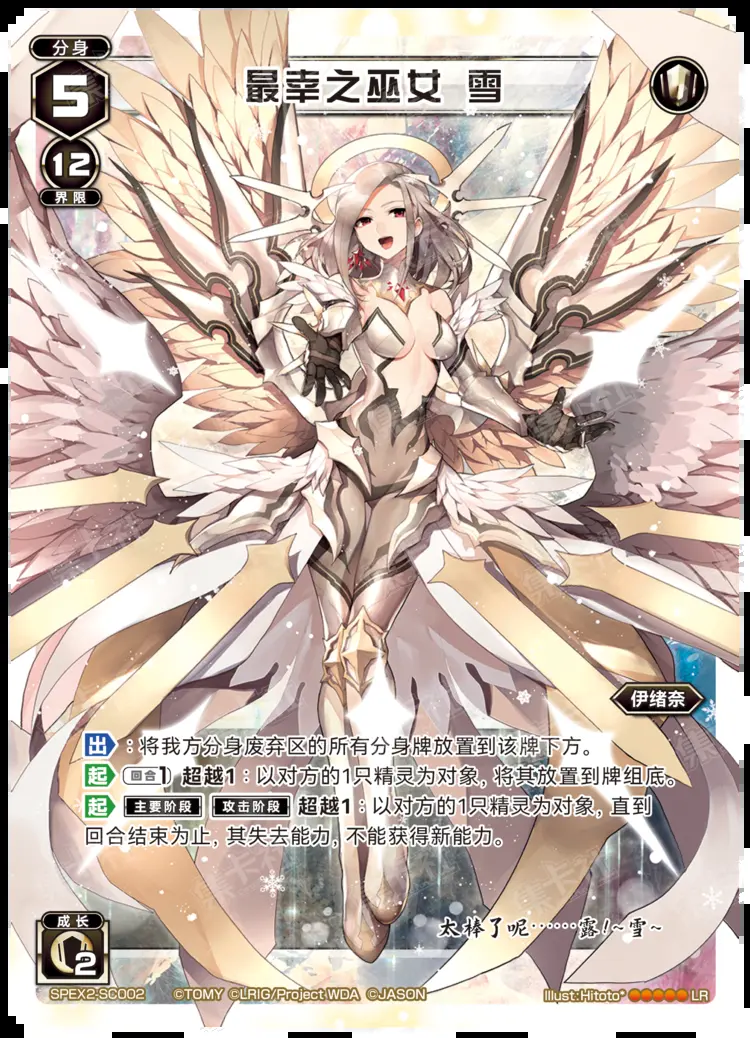 分身
5
最幸之巫女 雪
12
界限
伊绪奈
出：将我方分身废弃区的所有分身牌放置到该牌下方。
起 回合1 超越1：以对方的1只精灵为对象，将其放置到牌组底。
起 主要阶段 攻击阶段 超越1：以对方的1只精灵为对象，直到
回合结束为止，其失去能力，不能获得新能力。
太棒了呢……露!~雪~
成长
2
SPEX2-SC002 ©TOMY ©LRIG/Project WDA ©JASON Illust:Hitoto* LR